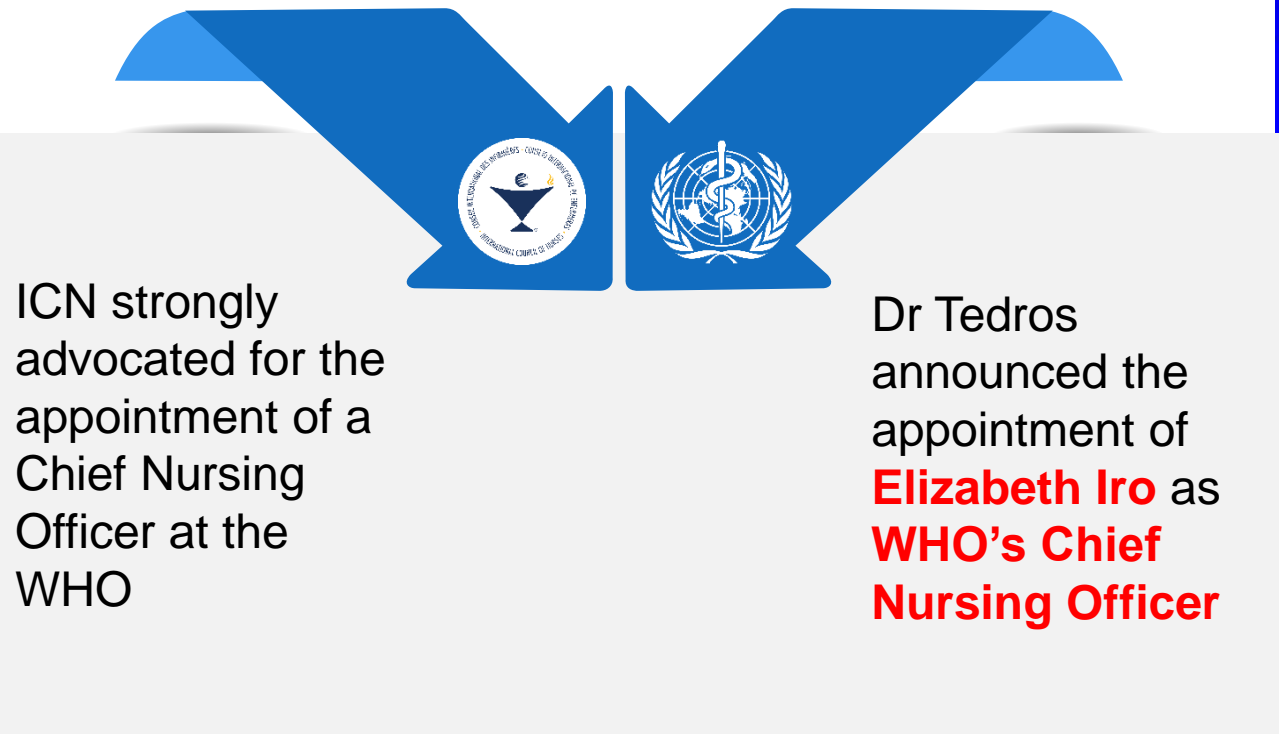 ICN strongly
advocated for the
appointment of a
Chief Nursing
Officer at the
WHO
Dr Tedros
announced the
appointment of
Elizabeth Iro as
WHO’s Chief
Nursing Officer